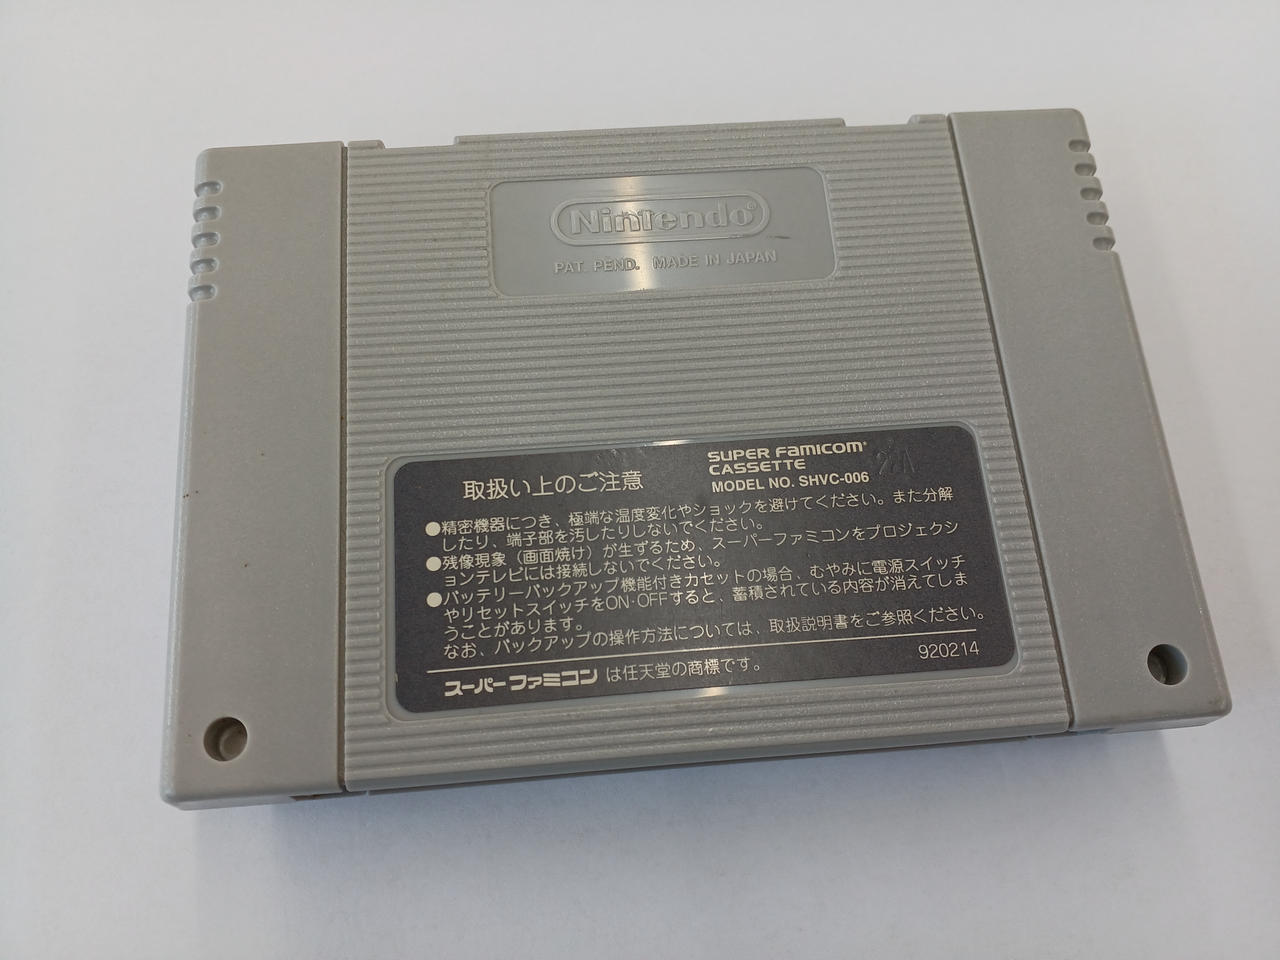 Nintendo®
PAT. PEND. MADE IN JAPAN
取扱い上のご注意
SUPER FAMICOM®
CASSETTE
MODEL NO. SHVC-006
●精密機器につき、極端な温度変化やショックを避けてください。また分解
したり、端子部を汚したりしないでください。
●残像現象（画面焼け）が生ずるため、スーパーファミコンをプロジェクシ
ョンテレビには接続しないでください。
●バッテリーバックアップ機能付きカセットの場合、むやみに電源スイッチ
やリセットスイッチをON・OFFすると、蓄積されている内容が消えてしま
うことがあります。
なお、バックアップの操作方法については、取扱説明書をご参照ください。
920214
スーパーファミコン は任天堂の商標です。